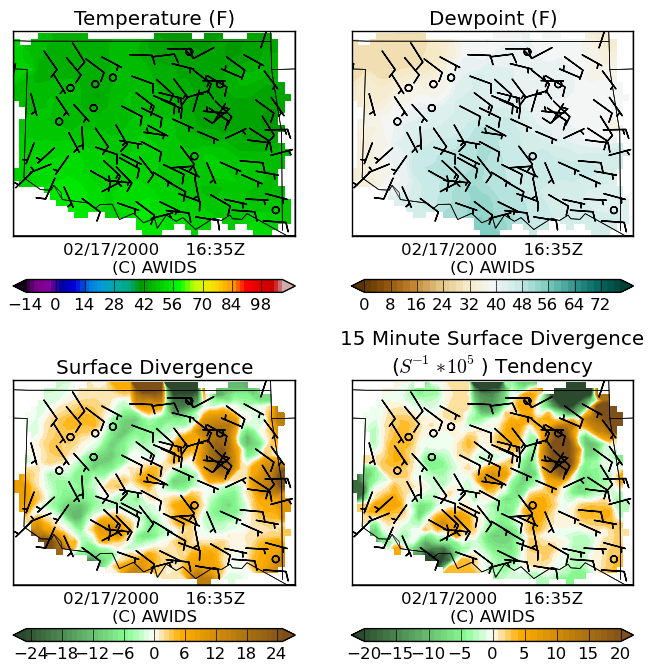 Temperature (F)
Dewpoint (F)
02/17/2000 16:35Z
(C) AWIDS
02/17/2000 16:35Z
(C) AWIDS
−14 0 14 28 42 56 70 84 98
0 8 16 24 32 40 48 56 64 72
Surface Divergence
15 Minute Surface Divergence
(S^{-1} *10^5 ) Tendency
02/17/2000 16:35Z
(C) AWIDS
02/17/2000 16:35Z
(C) AWIDS
−24 −18 −12 −6 0 6 12 18 24
−20 −15 −10 −5 0 5 10 15 20